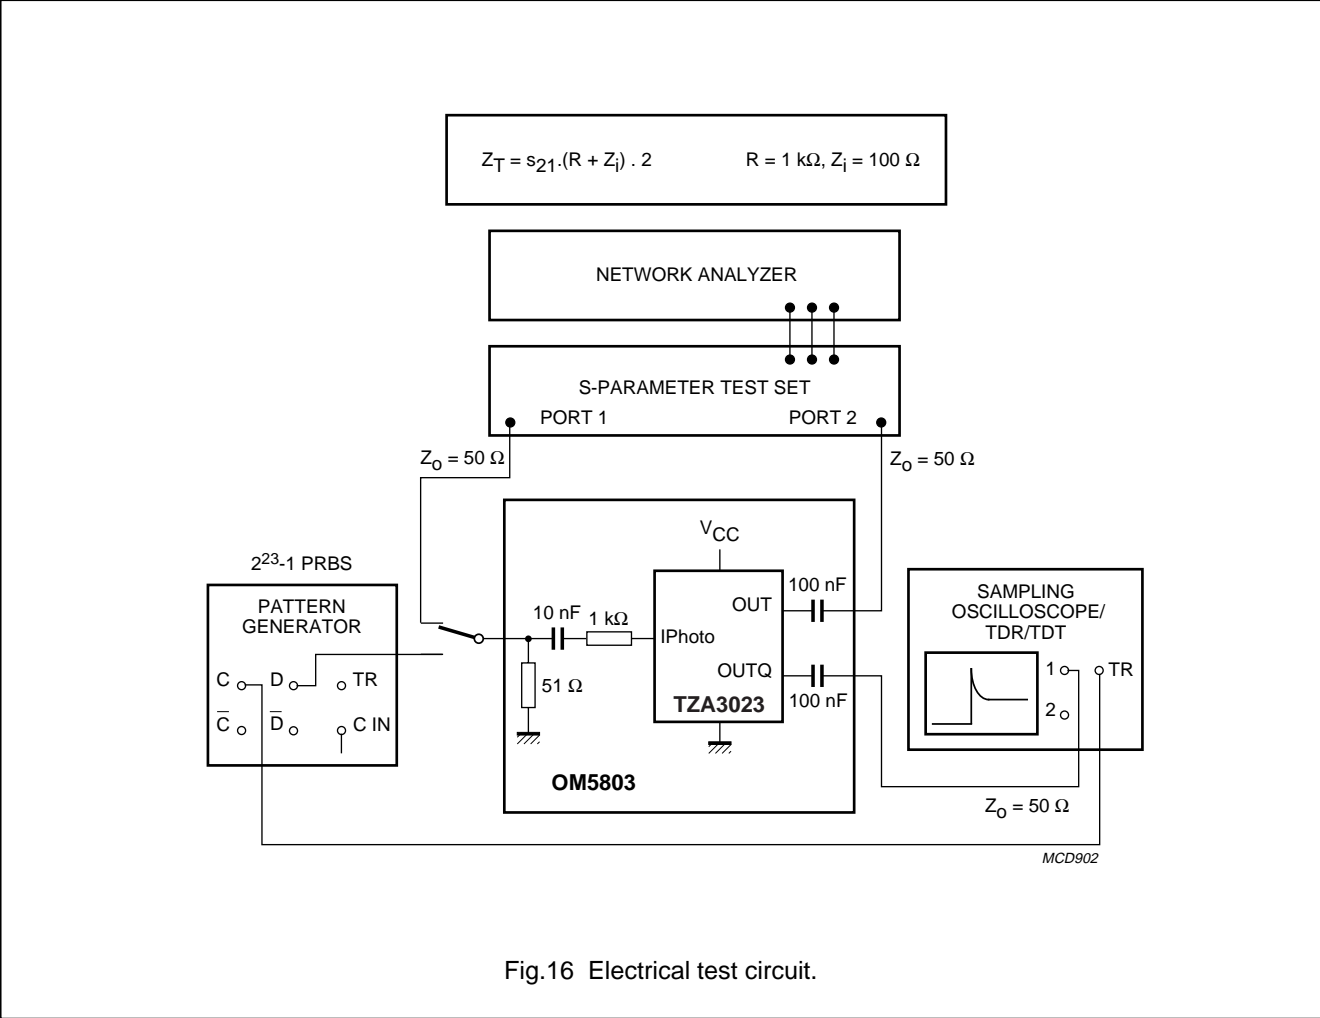 Z_T = s_21.(R + Z_i) . 2    R = 1 kΩ, Z_i = 100 Ω
NETWORK ANALYZER
S-PARAMETER TEST SET
PORT 1    PORT 2
Z_o = 50 Ω    Z_o = 50 Ω
V_CC
2^23-1 PRBS
PATTERN
GENERATOR
C    D    TR
C̅    D̅    C IN
10 nF    1 kΩ
51 Ω
IPhoto
OUT
OUTQ
TZA3023
100 nF
100 nF
OM5803
SAMPLING
OSCILLOSCOPE/
TDR/TDT
1    TR
2
Z_o = 50 Ω
MCD902
Fig.16 Electrical test circuit.